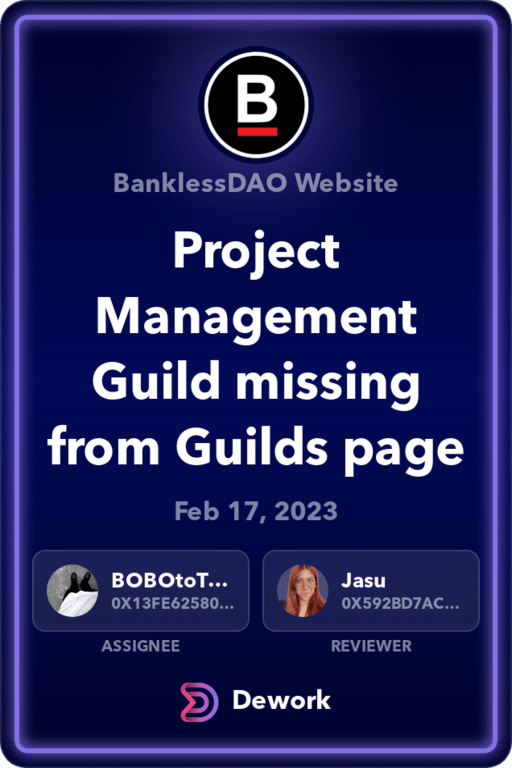 B
BanklessDAO Website
Project
Management
Guild missing
from Guilds page
Feb 17, 2023
BOBOtoT...
0X13FE62580...
ASSIGNEE
Jasu
0X592BD7AC...
REVIEWER
Dework